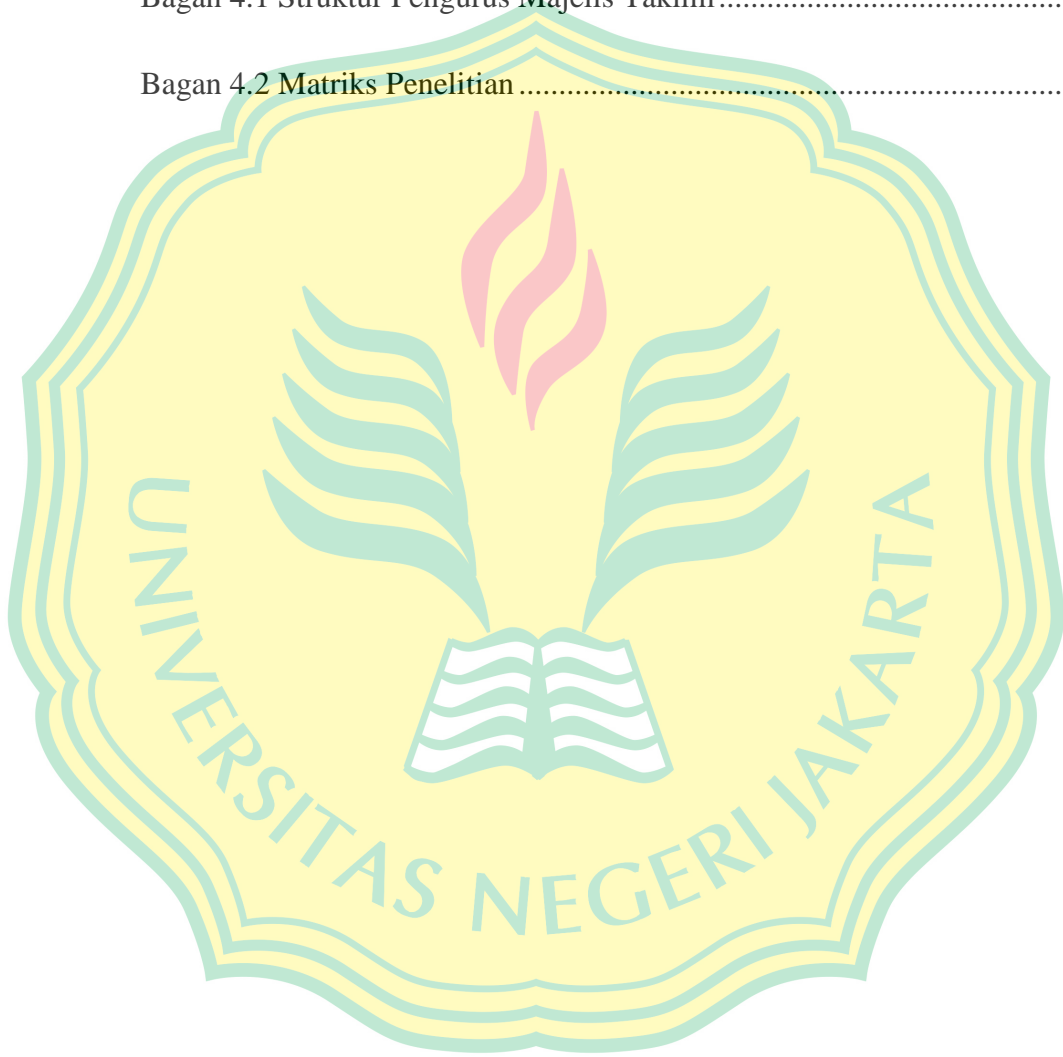 Bagan 4.1 Struktur Pengurus Majelis Taklim........................................
Bagan 4.2 Matriks Penelitian........................................................................
UNIVERSITAS NEGERI JAKARTA